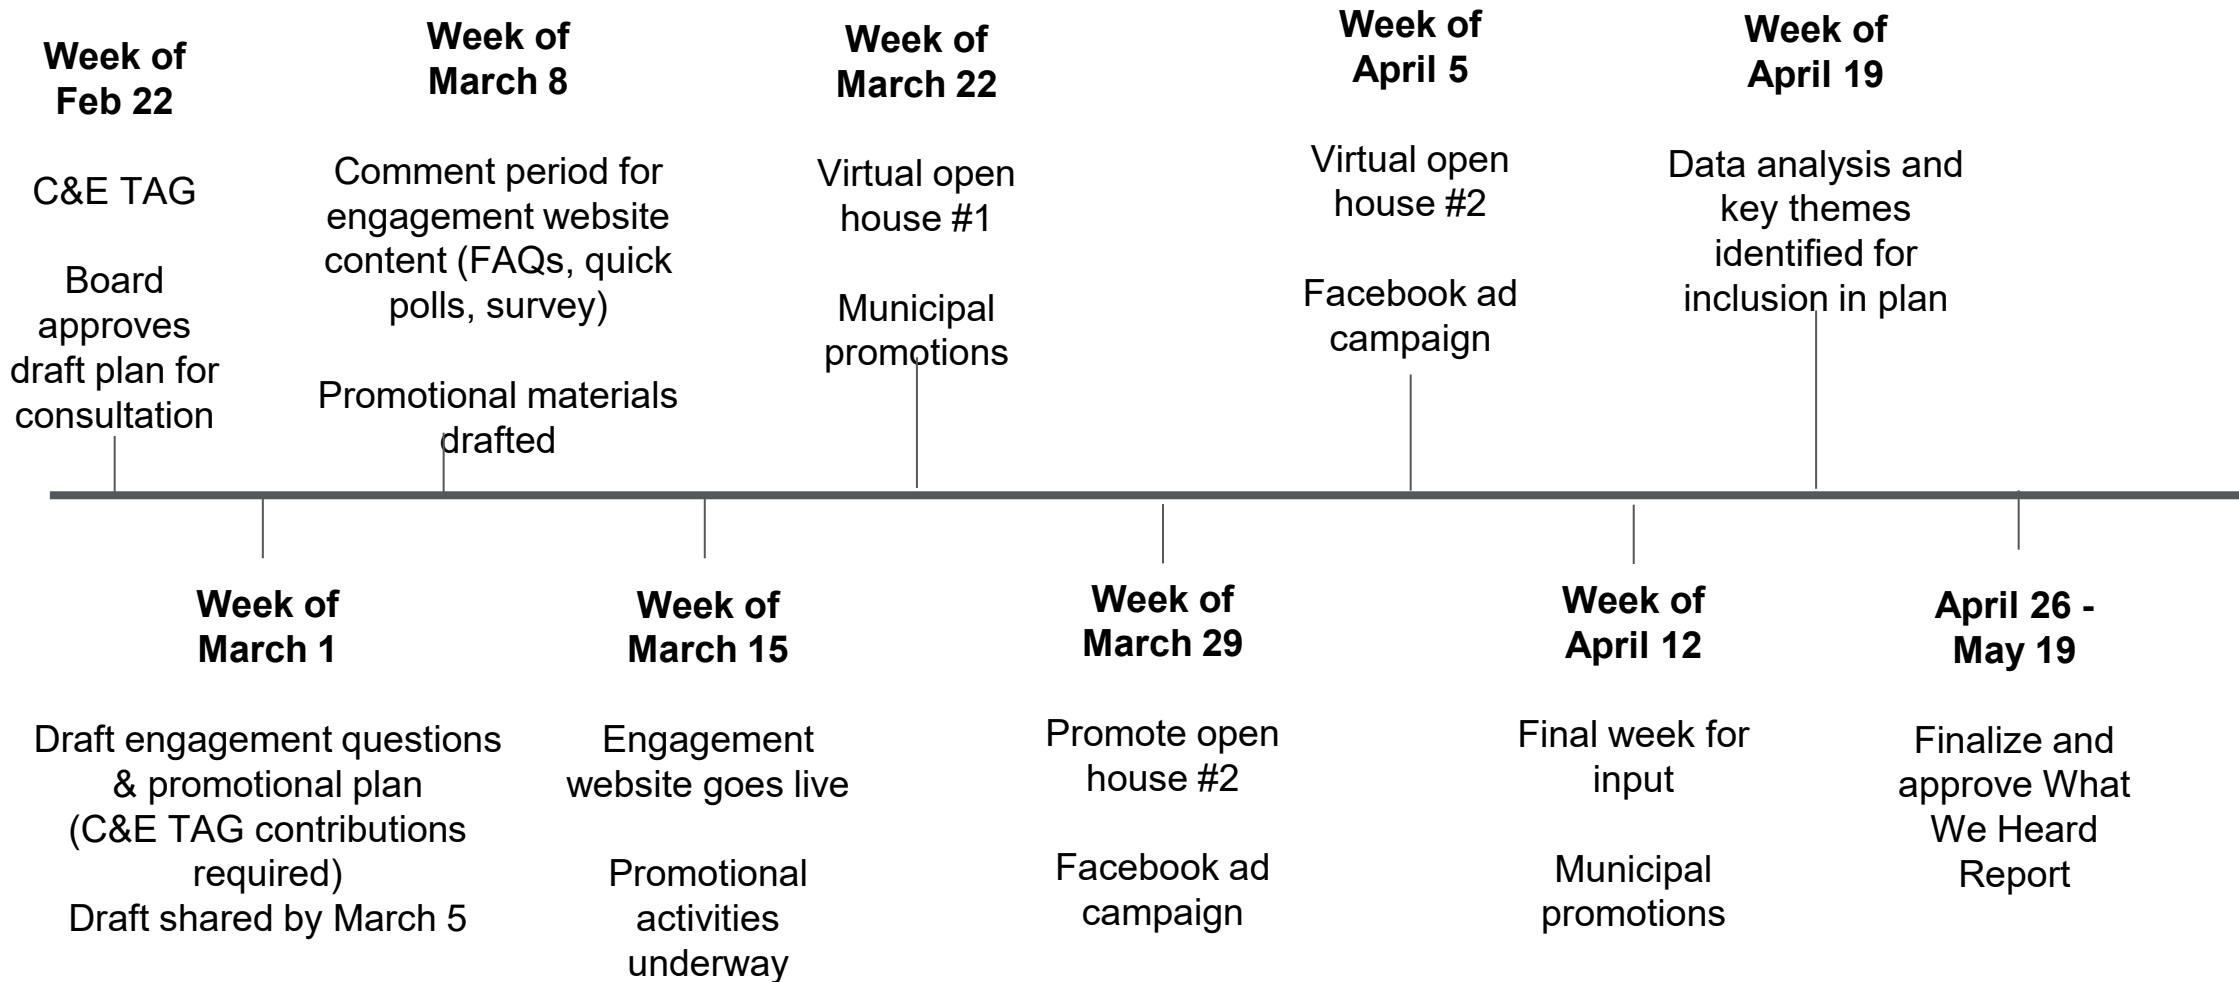 Week of
Feb 22
C&E TAG
Board
approves
draft plan for
consultation
Week of
March 8
Comment period for
engagement website
content (FAQs, quick
polls, survey)
Promotional materials
drafted
Week of
March 22
Virtual open
house #1
Municipal
promotions
Week of
April 5
Virtual open
house #2
Facebook ad
campaign
Week of
April 19
Data analysis and
key themes
identified for
inclusion in plan
Week of
March 1
Draft engagement questions
& promotional plan
(C&E TAG contributions
required)
Draft shared by March 5
Week of
March 15
Engagement
website goes live
Promotional
activities
underway
Week of
March 29
Promote open
house #2
Facebook ad
campaign
Week of
April 12
Final week for
input
Municipal
promotions
April 26 -
May 19
Finalize and
approve What
We Heard
Report